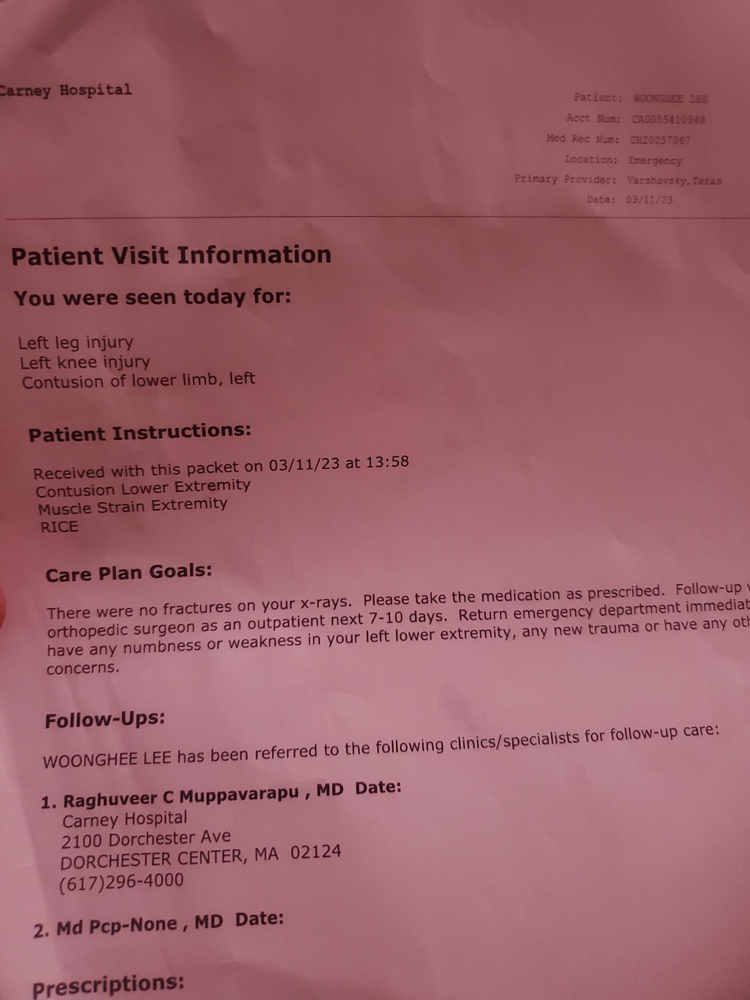 Carney Hospital
Patient: WOONGHEE LEE
Acct Num: CA0055410948
Med Rec Num: CH20057067
Location: Emergency
Primary Provider: Varshavsky,Taras
Date: 03/11/23
Patient Visit Information
You were seen today for:
Left leg injury
Left knee injury
Contusion of lower limb, left
Patient Instructions:
Received with this packet on 03/11/23 at 13:58
Contusion Lower Extremity
Muscle Strain Extremity
RICE
Care Plan Goals:
There were no fractures on your x-rays. Please take the medication as prescribed. Follow-up
orthopedic surgeon as an outpatient next 7-10 days. Return emergency department immediat
have any numbness or weakness in your left lower extremity, any new trauma or have any oth
concerns.
Follow-Ups:
WOONGHEE LEE has been referred to the following clinics/specialists for follow-up care:
1. Raghuveer C Muppavarapu , MD Date:
Carney Hospital
2100 Dorchester Ave
DORCHESTER CENTER, MA 02124
(617)296-4000
2. Md Pcp-None , MD Date:
Prescriptions: